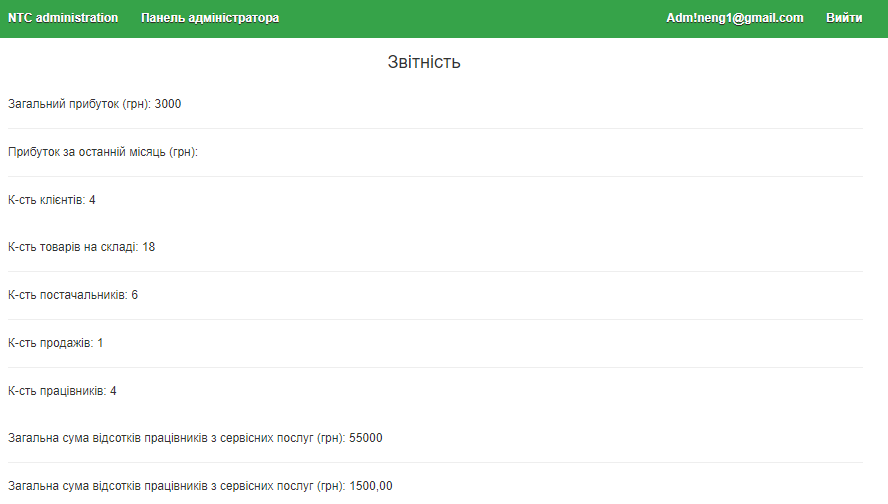 NTC administration Панель адміністратора Adm!neng1@gmail.com Вийти
Звітність
Загальний прибуток (грн): 3000
Прибуток за останній місяць (грн):
К-сть клієнтів: 4
К-сть товарів на складі: 18
К-сть постачальників: 6
К-сть продажів: 1
К-сть працівників: 4
Загальна сума відсотків працівників з сервісних послуг (грн): 55000
Загальна сума відсотків працівників з сервісних послуг (грн): 1500,00